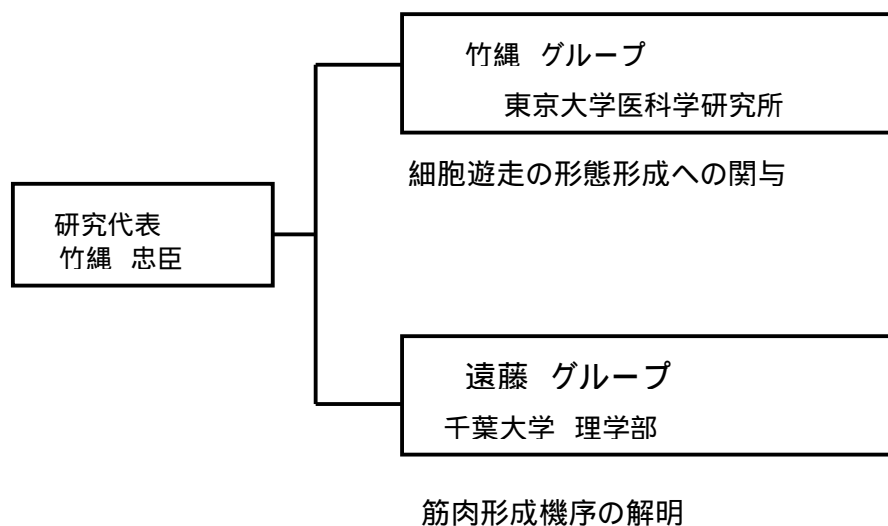 竹縄 グループ
東京大学医科学研究所
細胞遊走の形態形成への関与
研究代表
竹縄 忠臣
遠藤 グループ
千葉大学 理学部
筋肉形成機序の解明